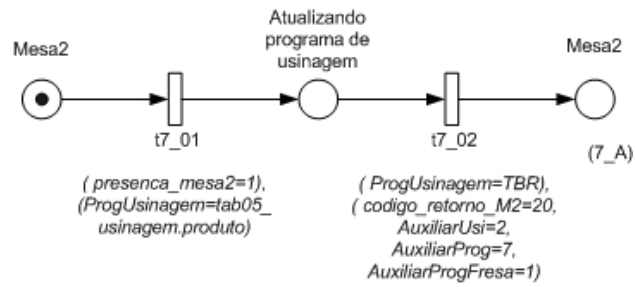 Atualizando
programa de
usinagem
Mesa2
Mesa2
t7_01
t7_02
(7_A)
( presenca_mesa2=1),
(ProgUsinagem=tab05_
usinagem.produto)
( ProgUsinagem=TBR),
( codigo_retorno_M2=20,
AuxiliarUsi=2,
AuxiliarProg=7,
AuxiliarProgFresa=1)